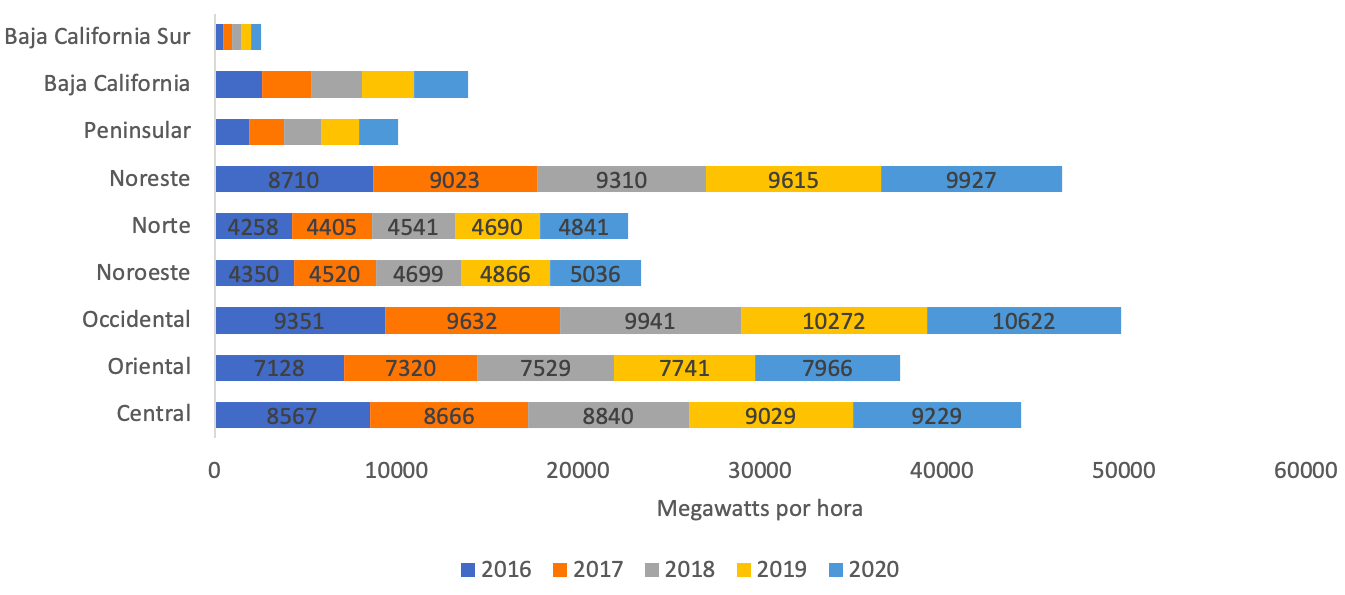 Baja California Sur
Baja California
Peninsular
Noreste 8710 9023 9310 9615 9927
Norte 4258 4405 4541 4690 4841
Noroeste 4350 4520 4699 4866 5036
Occidental 9351 9632 9941 10272 10622
Oriental 7128 7320 7529 7741 7966
Central 8567 8666 8840 9029 9229
0 10000 20000 30000 40000 50000 60000
Megawatts por hora
2016 2017 2018 2019 2020